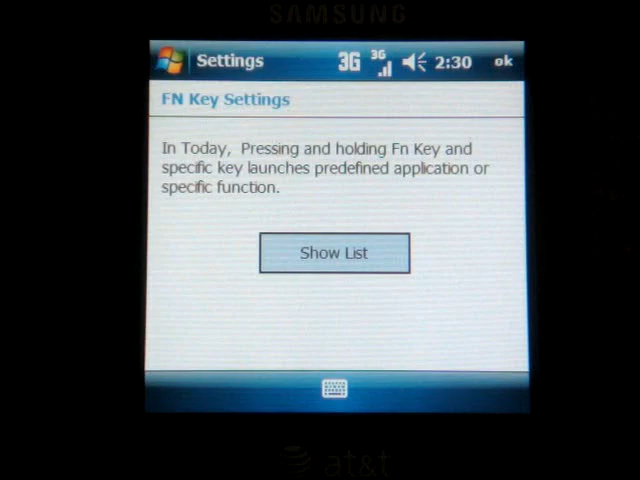 SAMSUNG
Settings 3G 3G 2:30 ok
FN Key Settings
In Today, Pressing and holding Fn Key and
specific key launches predefined application or
specific function.
Show List
at&t